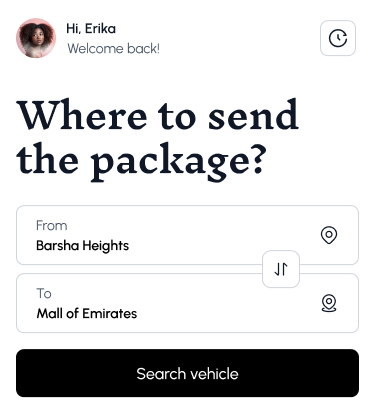 Hi, Erika
Welcome back!
Where to send
the package?
From
Barsha Heights
To
Mall of Emirates
Search vehicle